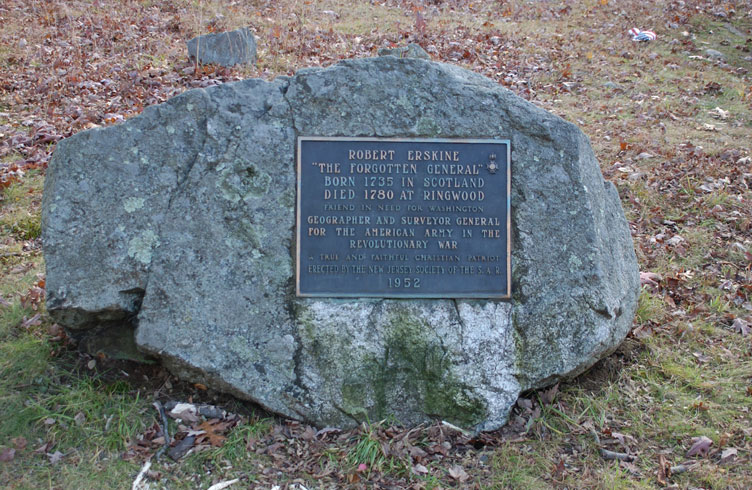 ROBERT ERSKINE
"THE FORGOTTEN GENERAL"
BORN 1735 IN SCOTLAND
DIED 1780 AT RINGWOOD
FRIEND IN NEED FOR WASHINGTON
GEOGRAPHER AND SURVEYOR GENERAL
FOR THE AMERICAN ARMY IN THE
REVOLUTIONARY WAR
A TRUE AND FAITHFUL CHRISTIAN PATRIOT
ERECTED BY THE NEW JERSEY SOCIETY OF THE S.A.R.
1952